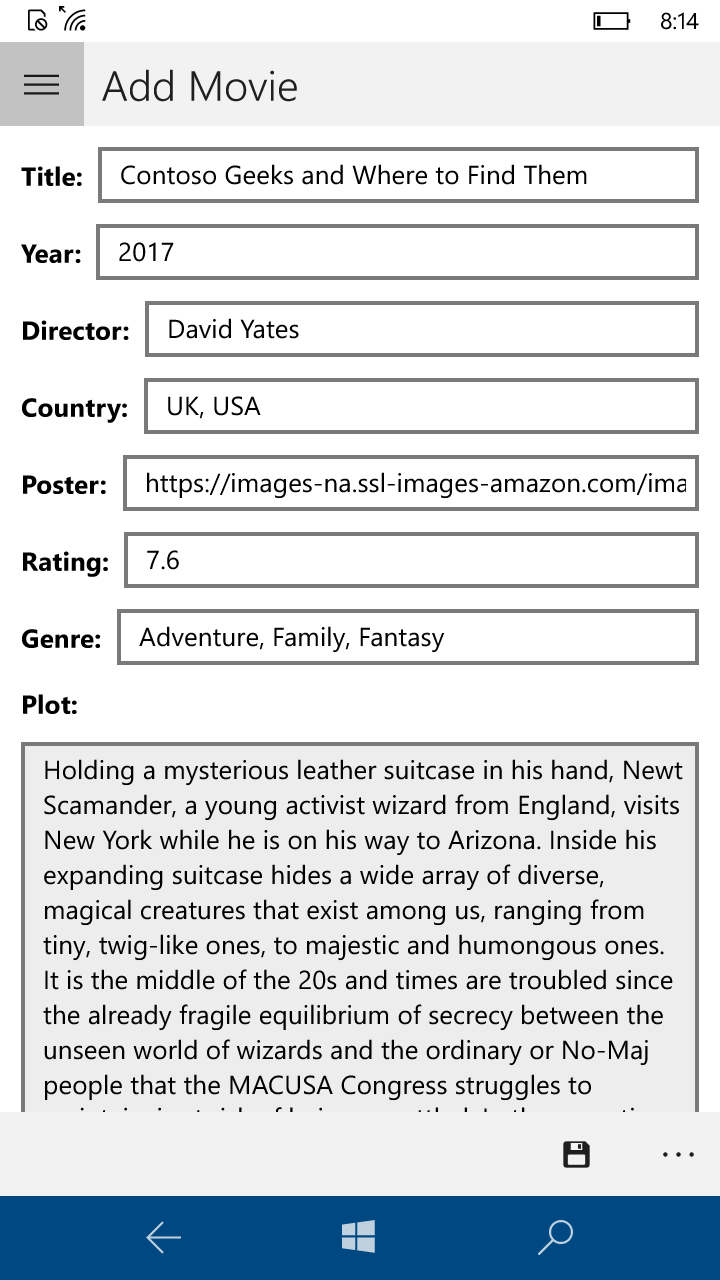 8:14
Add Movie
Title: Contoso Geeks and Where to Find Them
Year: 2017
Director: David Yates
Country: UK, USA
Poster: https://images-na.ssl-images-amazon.com/ima
Rating: 7.6
Genre: Adventure, Family, Fantasy
Plot:
Holding a mysterious leather suitcase in his hand, Newt
Scamander, a young activist wizard from England, visits
New York while he is on his way to Arizona. Inside his
expanding suitcase hides a wide array of diverse,
magical creatures that exist among us, ranging from
tiny, twig-like ones, to majestic and humongous ones.
It is the middle of the 20s and times are troubled since
the already fragile equilibrium of secrecy between the
unseen world of wizards and the ordinary or No-Maj
people that the MACUSA Congress struggles to